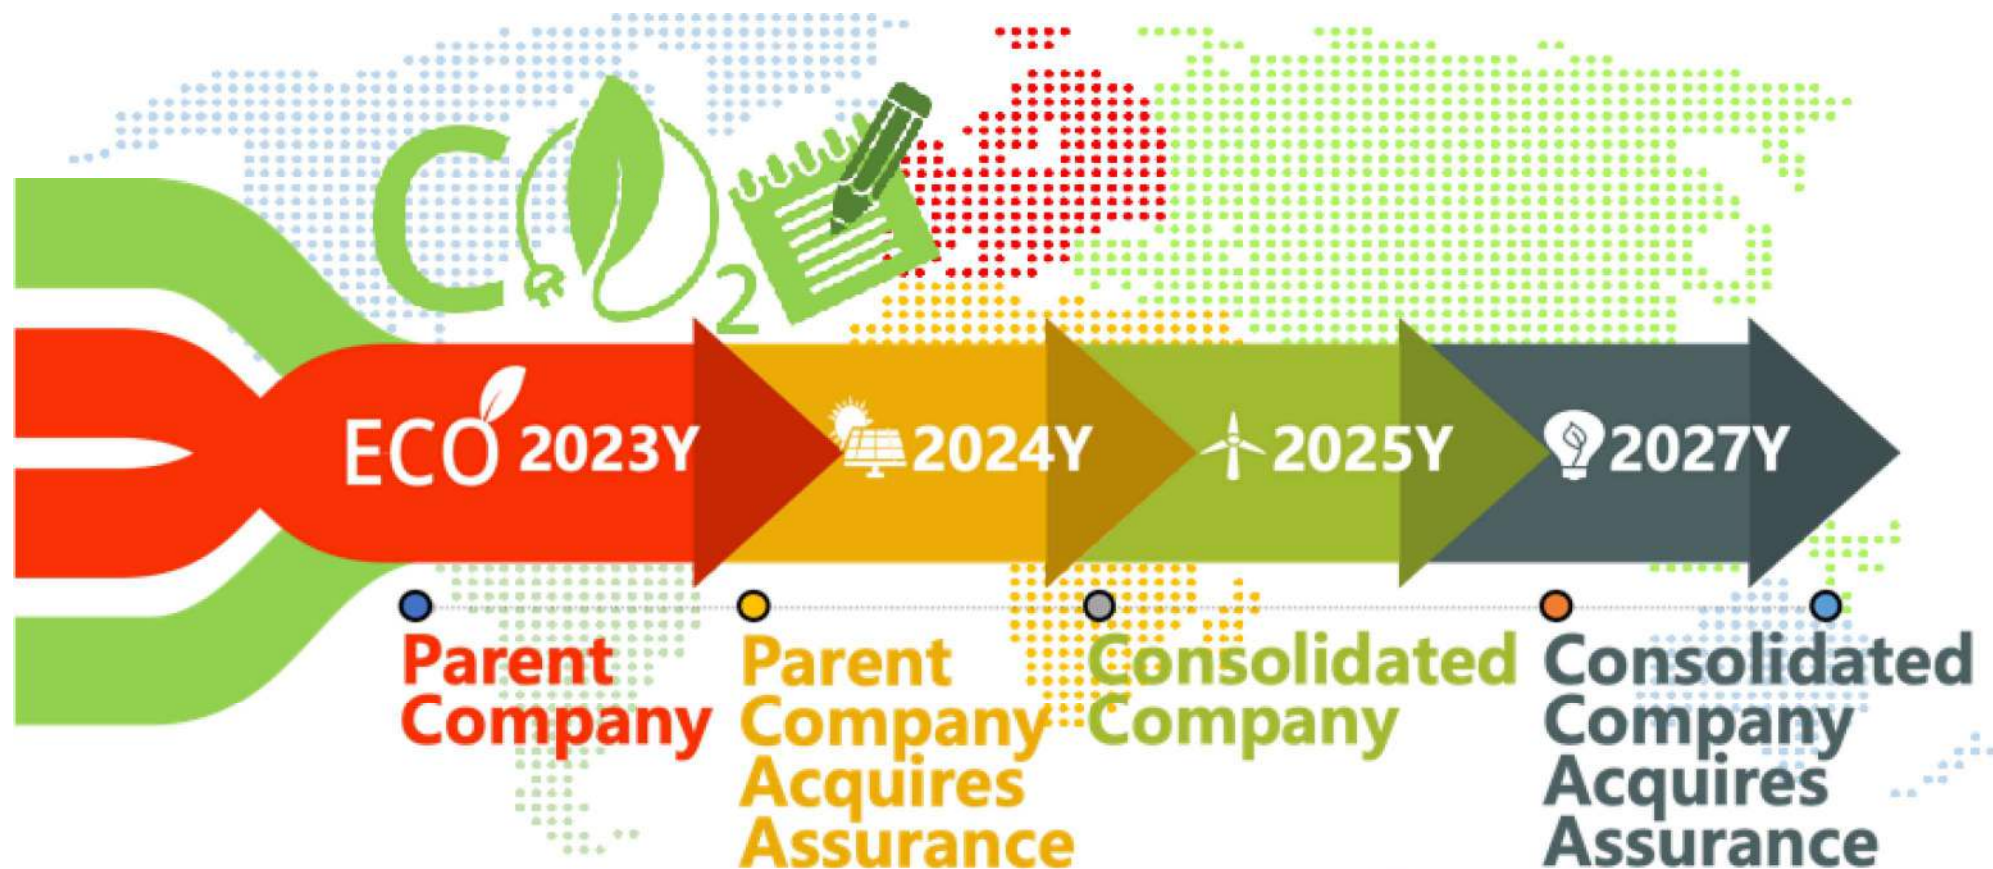 CO2
ECO 2023Y
2024Y
2025Y
2027Y
Parent
Company
Parent
Company
Acquires
Assurance
Consolidated
Company
Consolidated
Company
Acquires
Assurance